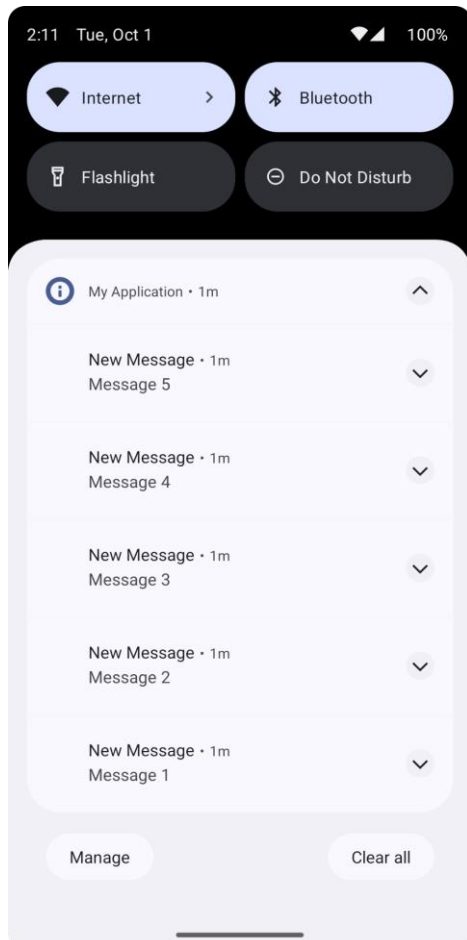 2:11 Tue, Oct 1 100%
Internet Bluetooth
Flashlight Do Not Disturb
My Application • 1m
New Message • 1m
Message 5
New Message • 1m
Message 4
New Message • 1m
Message 3
New Message • 1m
Message 2
New Message • 1m
Message 1
Manage Clear all